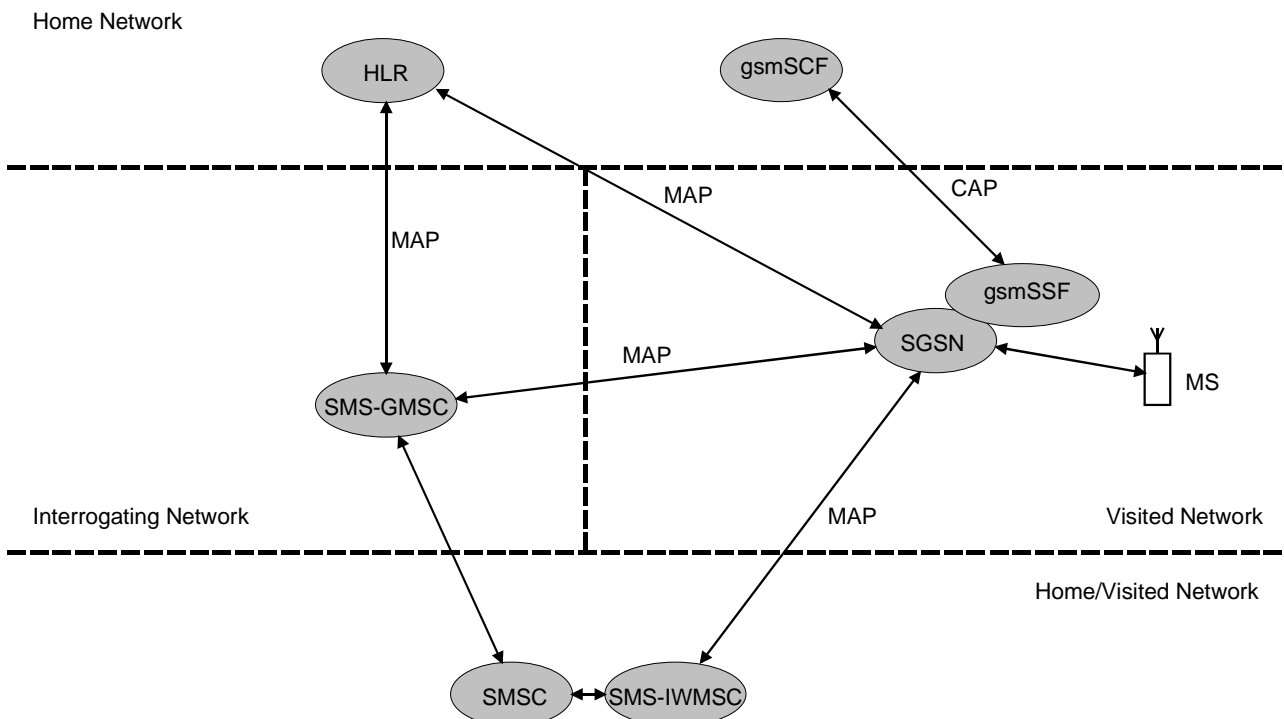 Home Network
HLR
gsmSCF
MAP
CAP
MAP
gsmSSF
SGSN
MAP
MS
SMS-GMSC
Interrogating Network
MAP
Visited Network
Home/Visited Network
SMSC
SMS-IWMSC